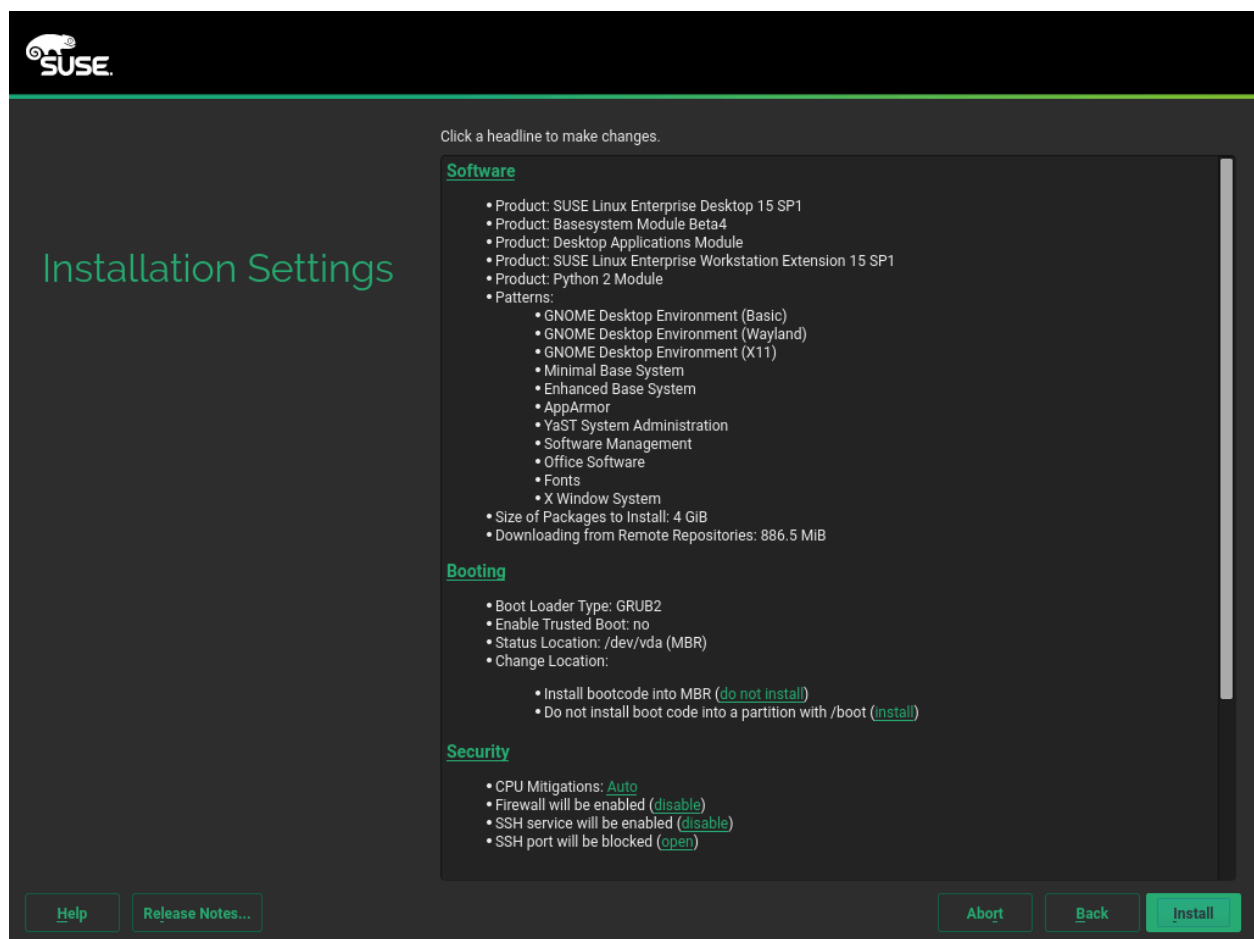 SUSE.
Click a headline to make changes.
Installation Settings
Software
• Product: SUSE Linux Enterprise Desktop 15 SP1
• Product: Basesystem Module Beta4
• Product: Desktop Applications Module
• Product: SUSE Linux Enterprise Workstation Extension 15 SP1
• Product: Python 2 Module
• Patterns:
• GNOME Desktop Environment (Basic)
• GNOME Desktop Environment (Wayland)
• GNOME Desktop Environment (X11)
• Minimal Base System
• Enhanced Base System
• AppArmor
• YaST System Administration
• Software Management
• Office Software
• Fonts
• X Window System
• Size of Packages to Install: 4 GiB
• Downloading from Remote Repositories: 886.5 MiB
Booting
• Boot Loader Type: GRUB2
• Enable Trusted Boot: no
• Status Location: /dev/vda (MBR)
• Change Location:
• Install bootcode into MBR (do not install)
• Do not install boot code into a partition with /boot (install)
Security
• CPU Mitigations: Auto
• Firewall will be enabled (disable)
• SSH service will be enabled (disable)
• SSH port will be blocked (open)
Help Release Notes... Abort Back Install